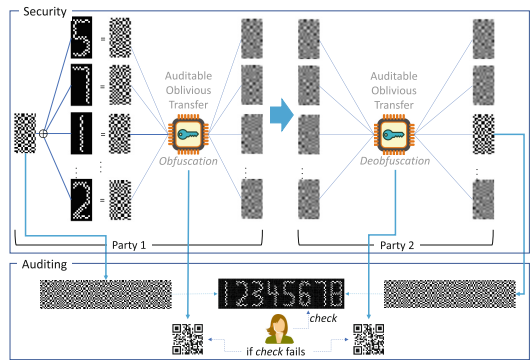 Security
5
=
Auditable
Oblivious
Transfer
Auditable
Oblivious
Transfer
1
=
1
=
Obfuscation
Deobfuscation
2
=
Party 1
Party 2
Auditing
12345678
check
if check fails